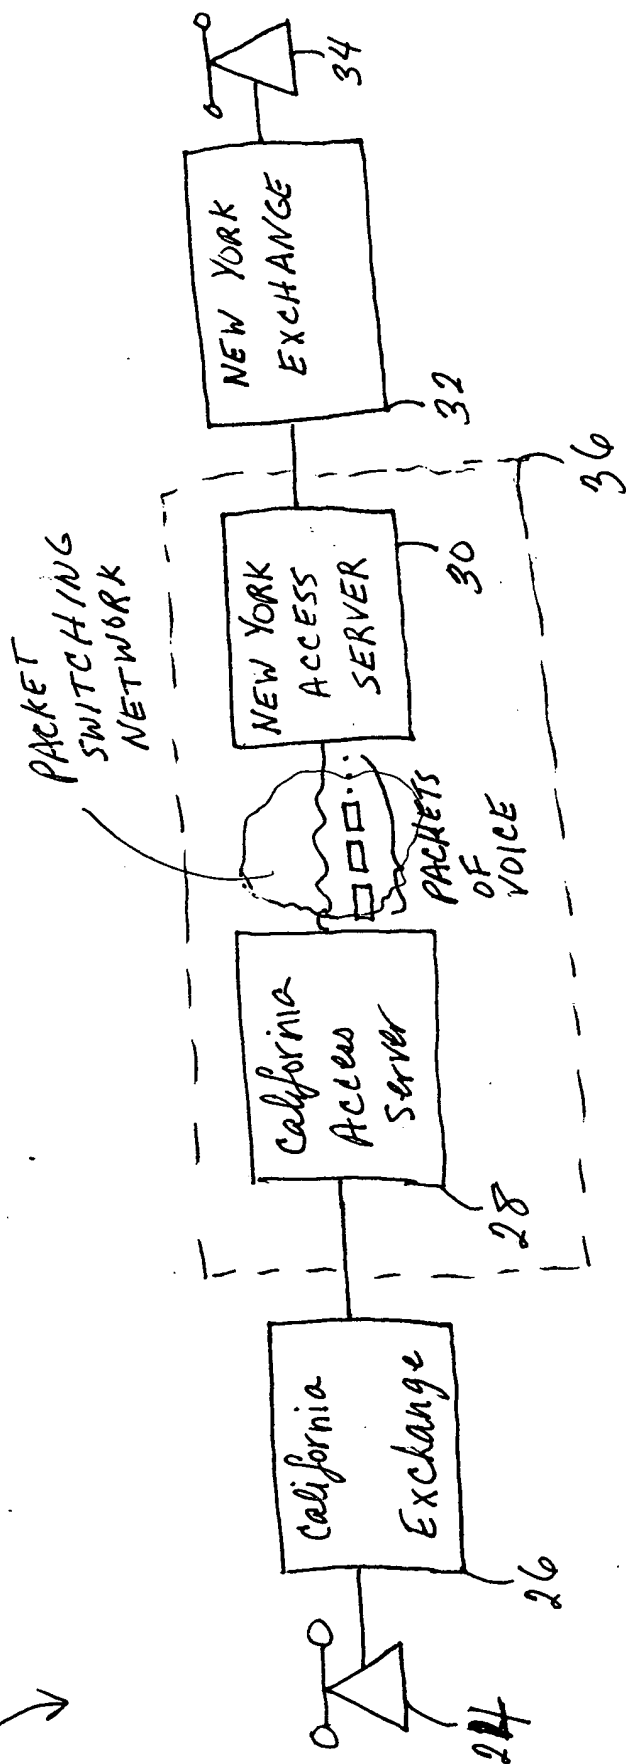 PACKET
SWITCHING
NETWORK
California
Exchange
California
Access
Server
PACKETS
OF
VOICE
NEW YORK
ACCESS
SERVER
NEW YORK
EXCHANGE
24
26
28
30
36
32
34